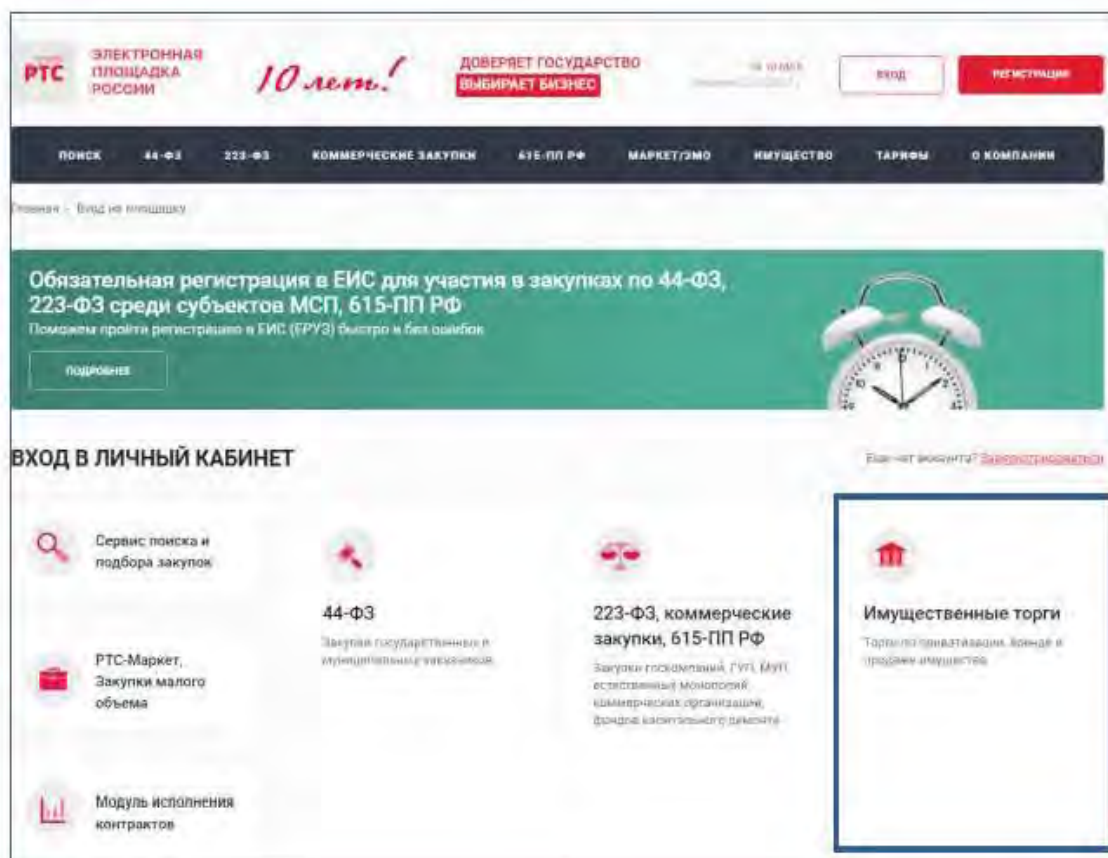 РТС
ЭЛЕКТРОННАЯ
ПЛОЩАДКА
РОССИИ
10 лет!
ДОВЕРЯЕТ ГОСУДАРСТВО
ВЫБИРАЕТ БИЗНЕС
ВХОД
РЕГИСТРАЦИЯ
ПОИСК 44-ФЗ 223-ФЗ КОММЕРЧЕСКИЕ ЗАКУПКИ 615-ПП РФ МАРКЕТ/ЗМО ИМУЩЕСТВО ТАРИФЫ О КОМПАНИИ
Главная - Вход на площадку
Обязательная регистрация в ЕИС для участия в закупках по 44-ФЗ,
223-ФЗ среди субъектов МСП, 615-ПП РФ
Поможем пройти регистрацию в ЕИС (ЕРУЗ) быстро и без ошибок
ПОДРОБНЕЕ
ВХОД В ЛИЧНЫЙ КАБИНЕТ
Еще нет аккаунта? Зарегистрироваться
Сервис поиска и
подбора закупок
РТС-Маркет,
Закупки малого
объема
Модуль исполнения
контрактов
44-ФЗ
Закупки государственных и
муниципальных заказчиков
223-ФЗ, коммерческие
закупки, 615-ПП РФ
Закупки госкомпаний, ГУП, МУП,
естественных монополий,
коммерческих организаций,
фондов капитального ремонта
Имущественные торги
Торги по приватизации, аренде и
продаже имущества